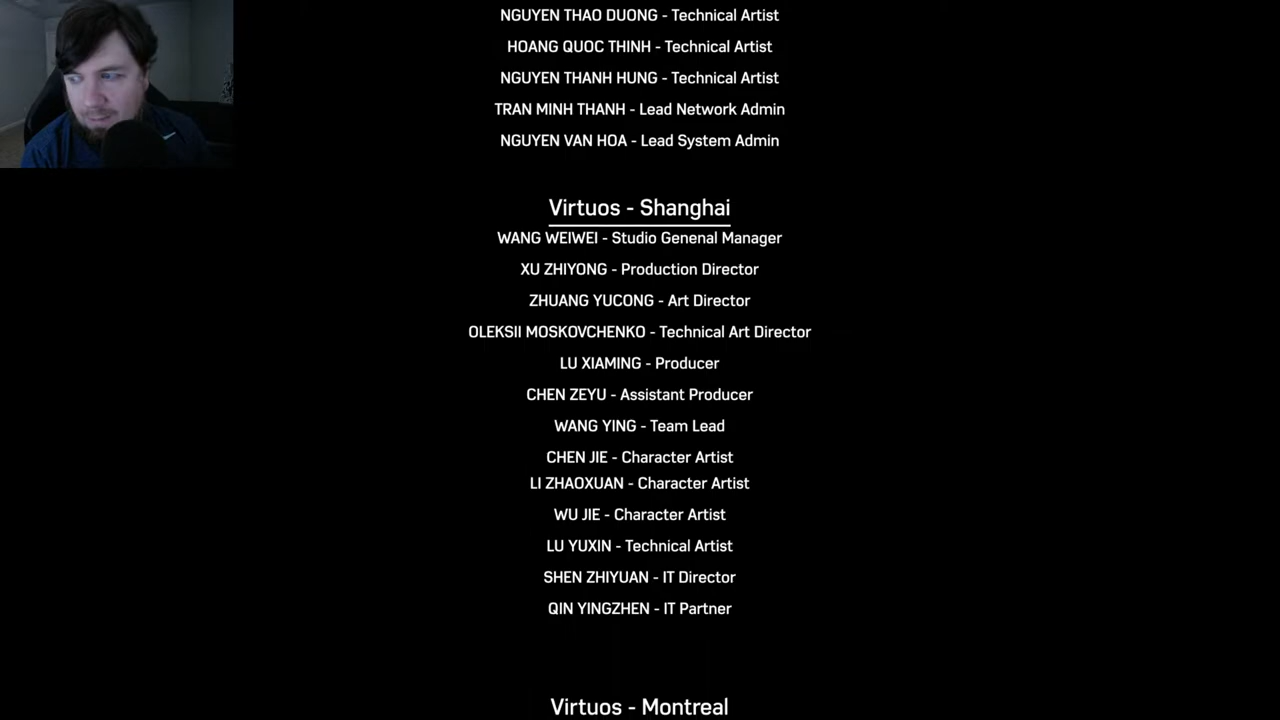 NGUYEN THAO DUONG - Technical Artist
HOANG QUOC THINH - Technical Artist
NGUYEN THANH HUNG - Technical Artist
TRAN MINH THANH - Lead Network Admin
NGUYEN VAN HOA - Lead System Admin
Virtuos - Shanghai
WANG WEIWEI - Studio Genenal Manager
XU ZHIYONG - Production Director
ZHUANG YUCONG - Art Director
OLEKSII MOSKOVCHENKO - Technical Art Director
LU XIAMING - Producer
CHEN ZEYU - Assistant Producer
WANG YING - Team Lead
CHEN JIE - Character Artist
LI ZHAOXUAN - Character Artist
WU JIE - Character Artist
LU YUXIN - Technical Artist
SHEN ZHIYUAN - IT Director
QIN YINGZHEN - IT Partner
Virtuos - Montreal